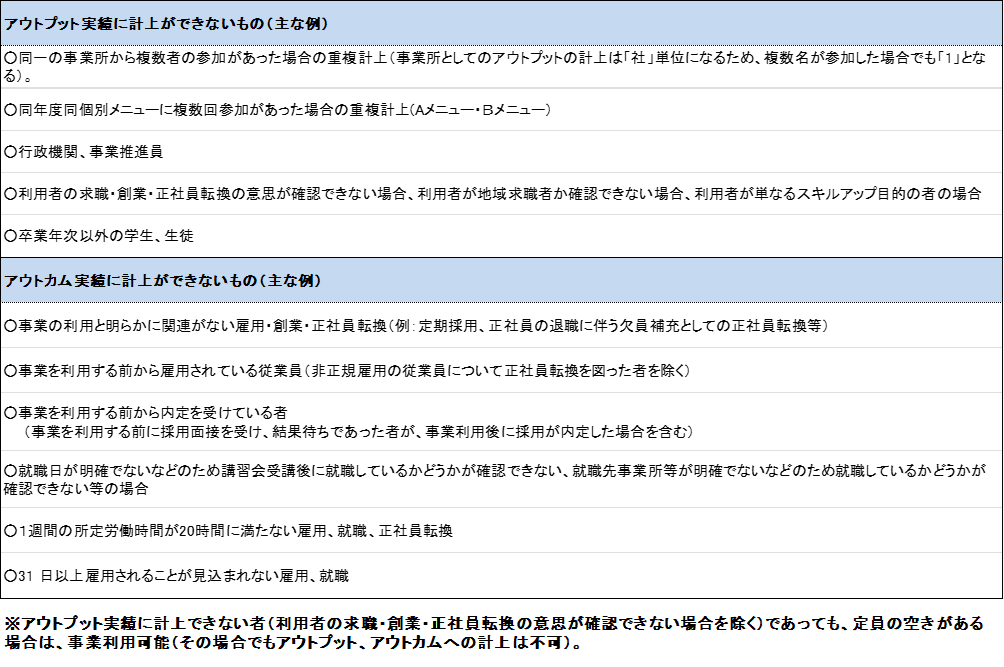 アウトプット実績に計上ができないもの（主な例）
〇同一の事業所から複数者の参加があった場合の重複計上（事業所としてのアウトプットの計上は「社」単位になるため、複数名が参加した場合でも「１」とな
る）。
〇同年度同個別メニューに複数回参加があった場合の重複計上（Aメニュー・Ｂメニュー）
〇行政機関、事業推進員
〇利用者の求職・創業・正社員転換の意思が確認できない場合、利用者が地域求職者か確認できない場合、利用者が単なるスキルアップ目的の者の場合
〇卒業年次以外の学生、生徒
アウトカム実績に計上ができないもの（主な例）
〇事業の利用と明らかに関連がない雇用・創業・正社員転換（例：定期採用、正社員の退職に伴う欠員補充としての正社員転換等）
〇事業を利用する前から雇用されている従業員（非正規雇用の従業員について正社員転換を図った者を除く）
〇事業を利用する前から内定を受けている者
（事業を利用する前に採用面接を受け、結果待ちであった者が、事業利用後に採用が内定した場合を含む）
〇就職日が明確でないなどのため講習会受講後に就職しているかどうかが確認できない、就職先事業所等が明確でないなどのため就職しているかどうかが
確認できない等の場合
〇１週間の所定労働時間が20時間に満たない雇用、就職、正社員転換
〇31 日以上雇用されることが見込まれない雇用、就職
※アウトプット実績に計上できない者（利用者の求職・創業・正社員転換の意思が確認できない場合を除く）であっても、定員の空きがある
場合は、事業利用可能（その場合でもアウトプット、アウトカムへの計上は不可）。